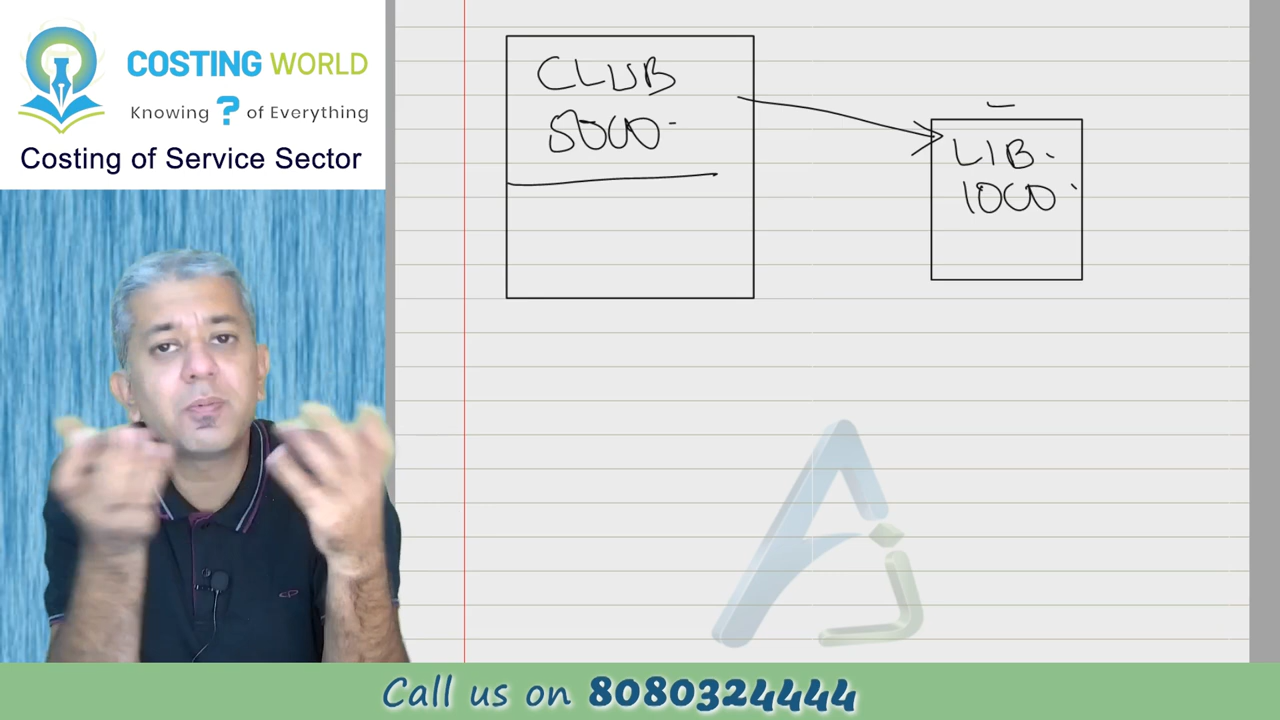 COSTING WORLD
Knowing ? of Everything
Costing of Service Sector
CLUB
5000
LIB.
1000
Call us on 8080324444